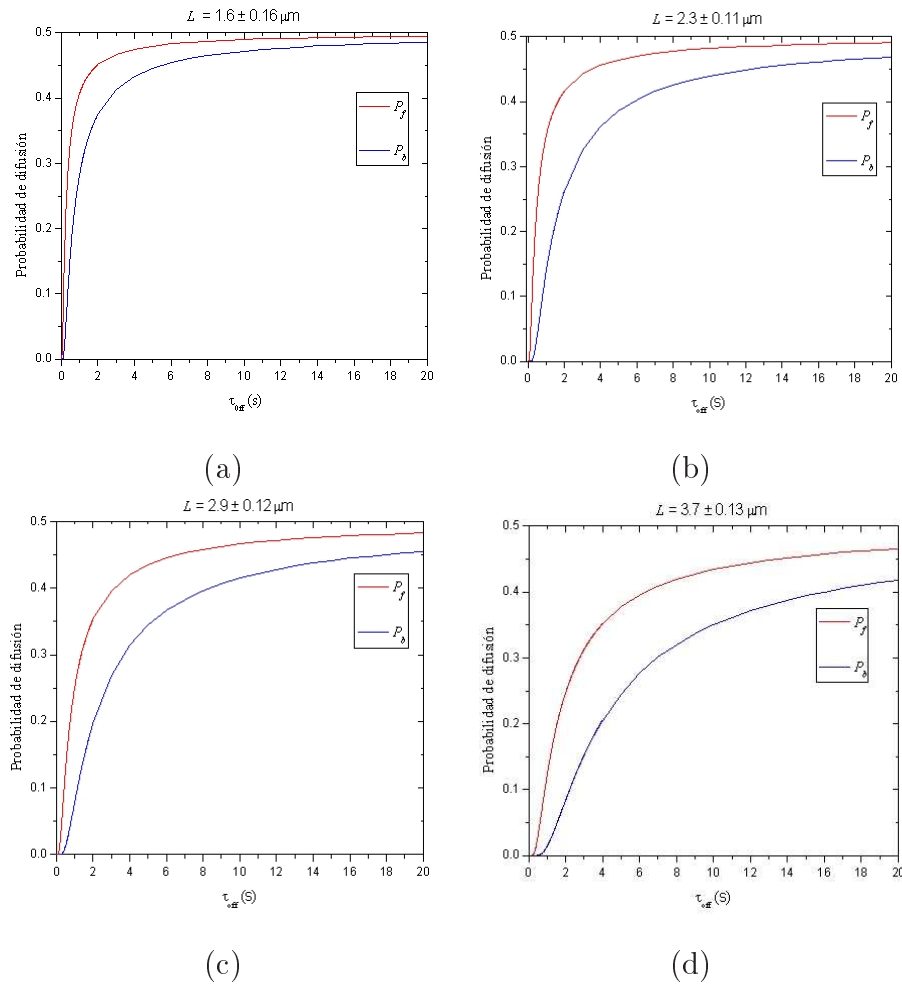 L = 1.6 ± 0.16 µm
Probabilidad de difusión
0.5
0.4
0.3
0.2
0.1
0.0
P_f
P_b
0 2 4 6 8 10 12 14 16 18 20
τ_off (s)
(a)
L = 2.3 ± 0.11 µm
Probabilidad de difusión
0.5
0.4
0.3
0.2
0.1
0.0
P_f
P_b
0 2 4 6 8 10 12 14 16 18 20
τ_off (S)
(b)
L = 2.9 ± 0.12 µm
Probabilidad de difusión
0.5
0.4
0.3
0.2
0.1
0.0
P_f
P_b
0 2 4 6 8 10 12 14 16 18 20
τ_off (S)
(c)
L = 3.7 ± 0.13 µm
Probabilidad de difusión
0.5
0.4
0.3
0.2
0.1
0.0
P_f
P_b
0 2 4 6 8 10 12 14 16 18 20
τ_off (S)
(d)